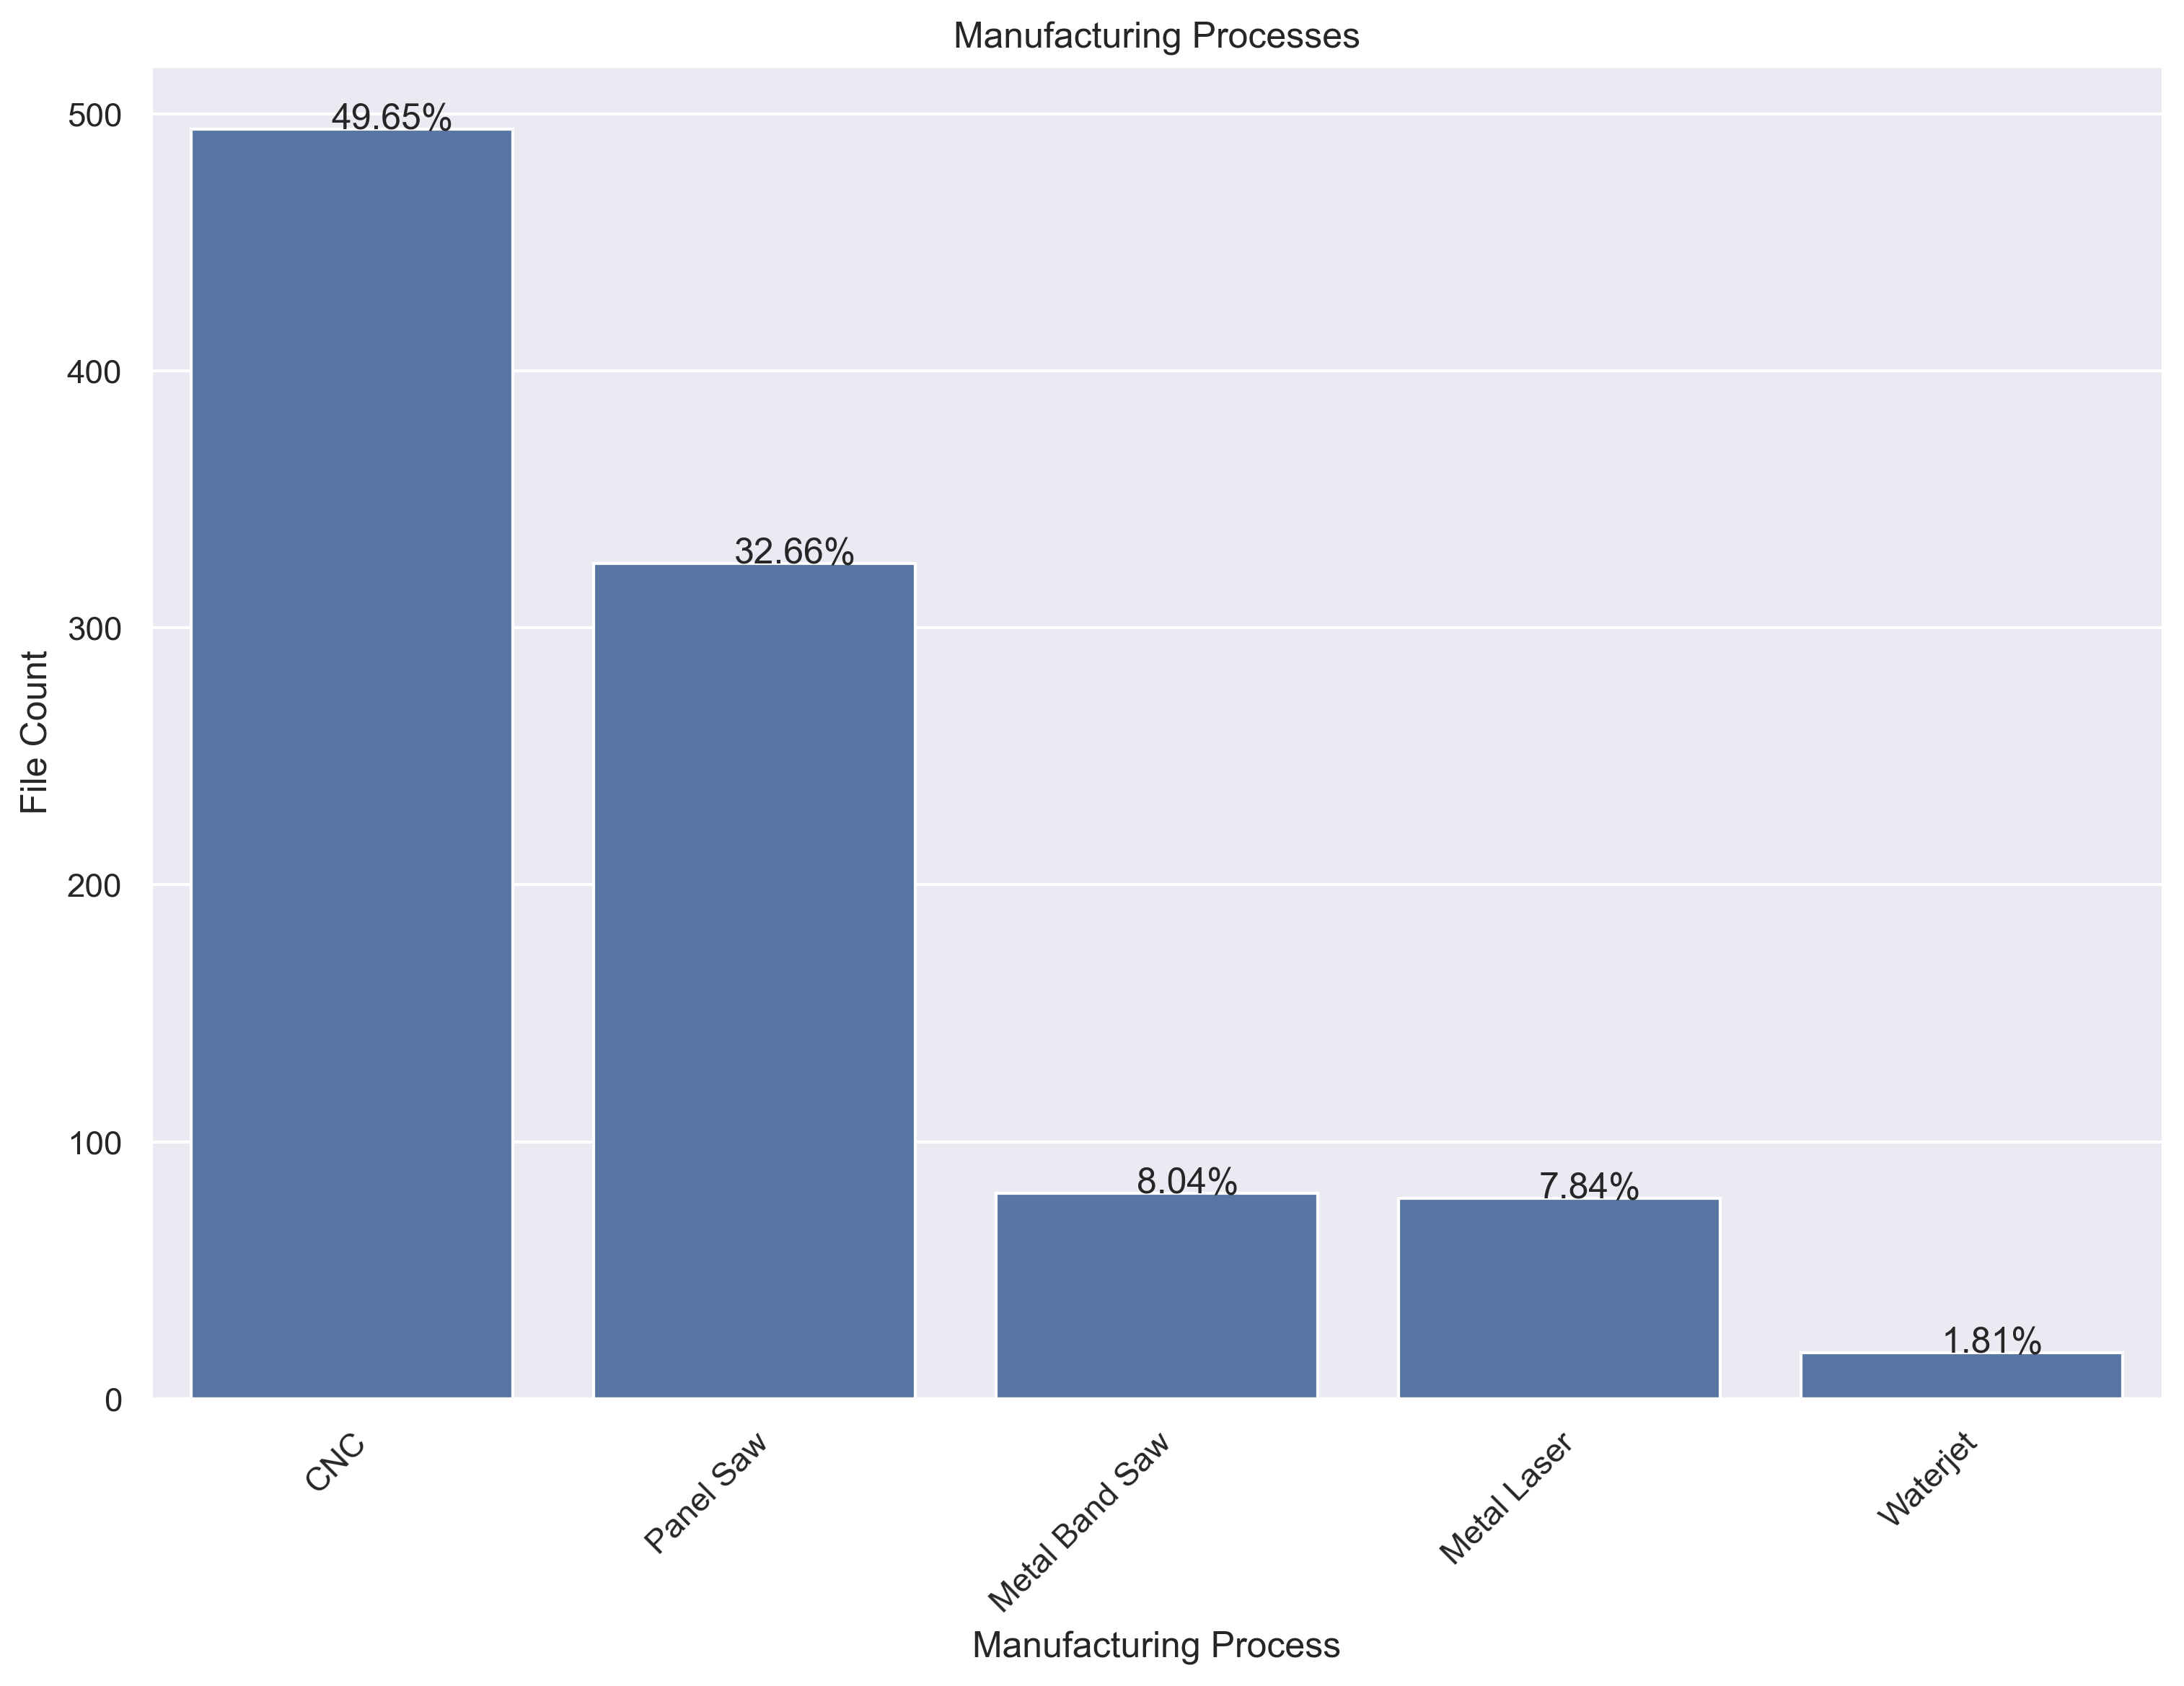 Manufacturing Processes
500
400
300
200
100
0
File Count
49.65%
32.66%
8.04%
7.84%
1.81%
CNC
Panel Saw
Metal Band Saw
Metal Laser
Waterjet
Manufacturing Process